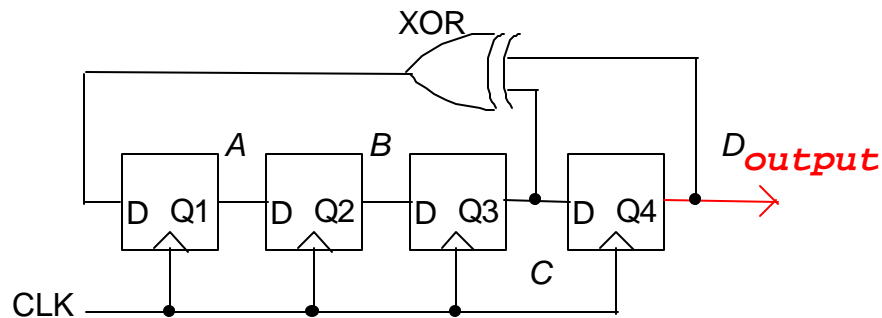 XOR
A B D output
D Q1 D Q2 D Q3 D Q4
C
CLK